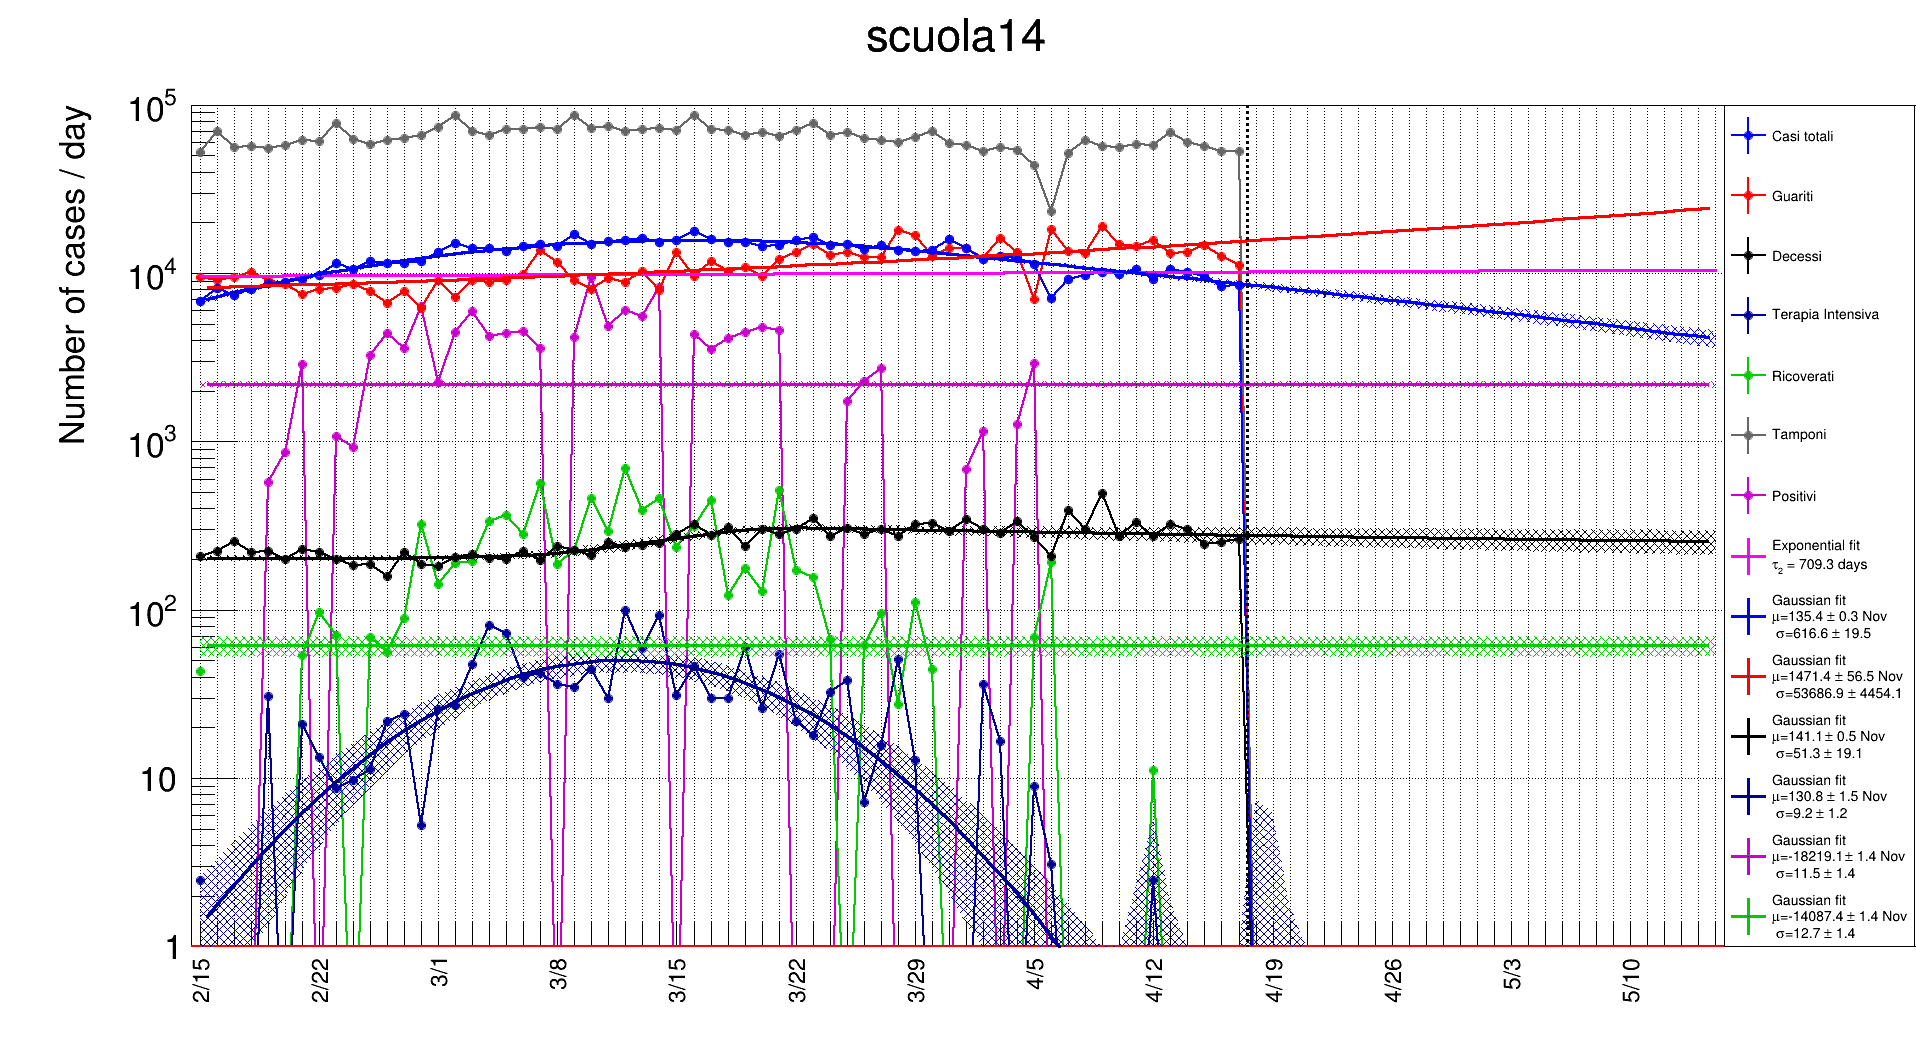 scuola14
Number of cases / day
10^5
10^4
10^3
10^2
10
1
2/15
2/22
3/1
3/8
3/15
3/22
3/29
4/5
4/12
4/19
4/26
5/3
5/10
Casi totali
Guariti
Decessi
Terapia Intensiva
Ricoverati
Tamponi
Positivi
Exponential fit
τ₂ = 709.3 days
Gaussian fit
μ=135.4 ± 0.3 Nov
σ=616.6 ± 19.5
Gaussian fit
μ=1471.4 ± 56.5 Nov
σ=53686.9 ± 4454.1
Gaussian fit
μ=141.1 ± 0.5 Nov
σ=51.3 ± 19.1
Gaussian fit
μ=130.8 ± 1.5 Nov
σ=9.2 ± 1.2
Gaussian fit
μ=-18219.1 ± 1.4 Nov
σ=11.5 ± 1.4
Gaussian fit
μ=-14087.4 ± 1.4 Nov
σ=12.7 ± 1.4